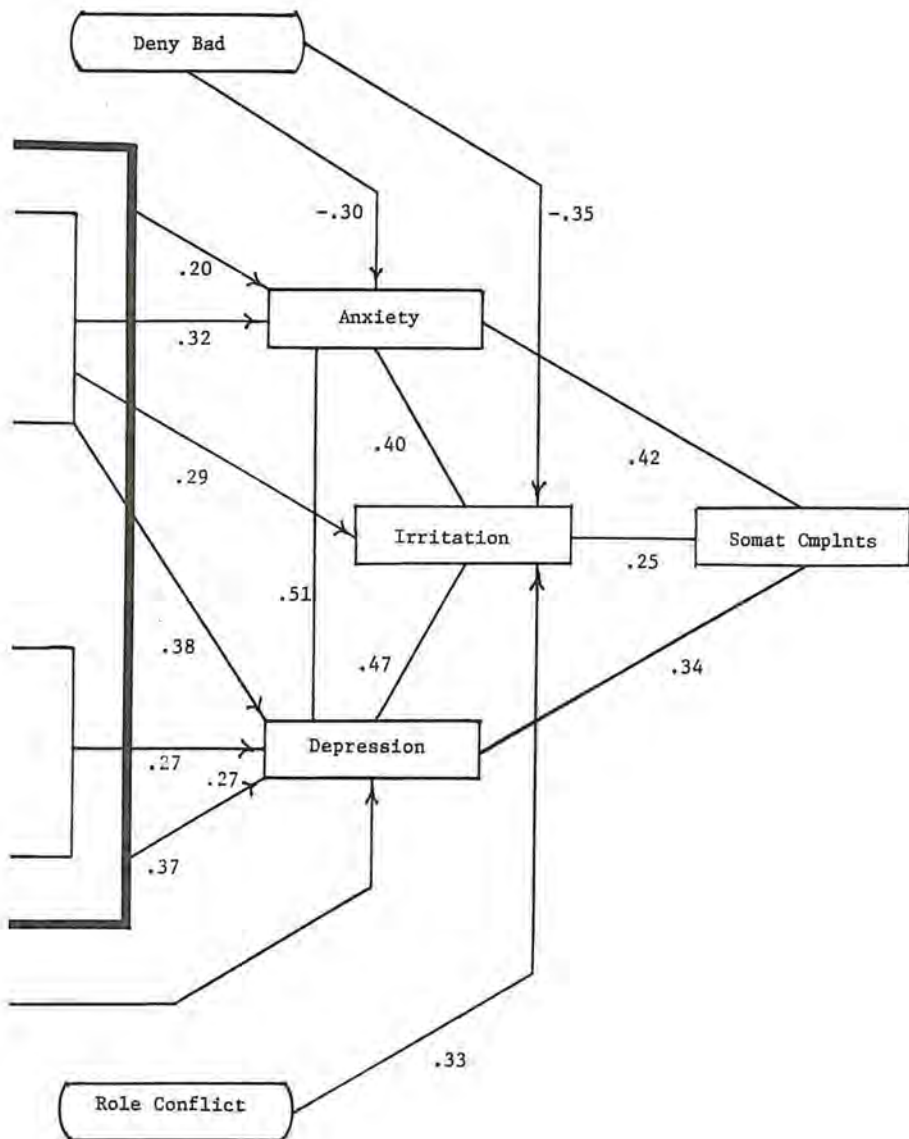 Deny Bad
-.30
-.35
.20
Anxiety
.32
.40
.42
.29
Irritation
Somat Cmplnts
.25
.51
.38
.47
.34
Depression
.27
.27
.37
.33
Role Conflict